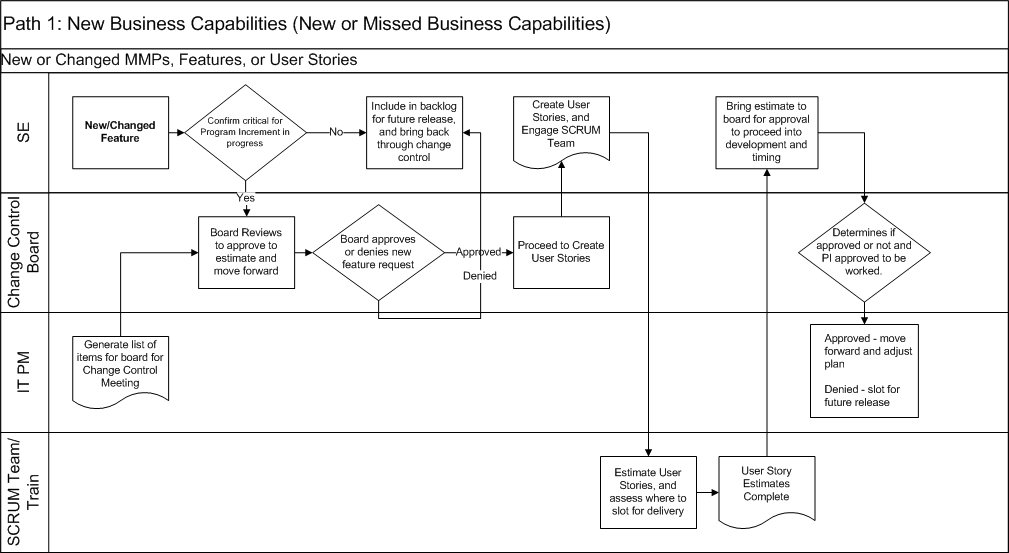 Path 1: New Business Capabilities (New or Missed Business Capabilities)
New or Changed MMPs, Features, or User Stories
SE
New/Changed
Feature
Confirm critical for
Program Increment in
progress
No
Include in backlog
for future release,
and bring back
through change
control
Create User
Stories, and
Engage SCRUM
Team
Bring estimate to
board for approval
to proceed into
development and
timing
Yes
Change Control
Board
Board Reviews
to approve to
estimate and
move forward
Board approves
or denies new
feature request
Approved
Denied
Proceed to Create
User Stories
Determines if
approved or not and
PI approved to be
worked.
IT PM
Generate list of
items for board for
Change Control
Meeting
Approved - move
forward and adjust
plan
Denied - slot for
future release
SCRUM Team/
Train
Estimate User
Stories, and
assess where to
slot for delivery
User Story
Estimates
Complete